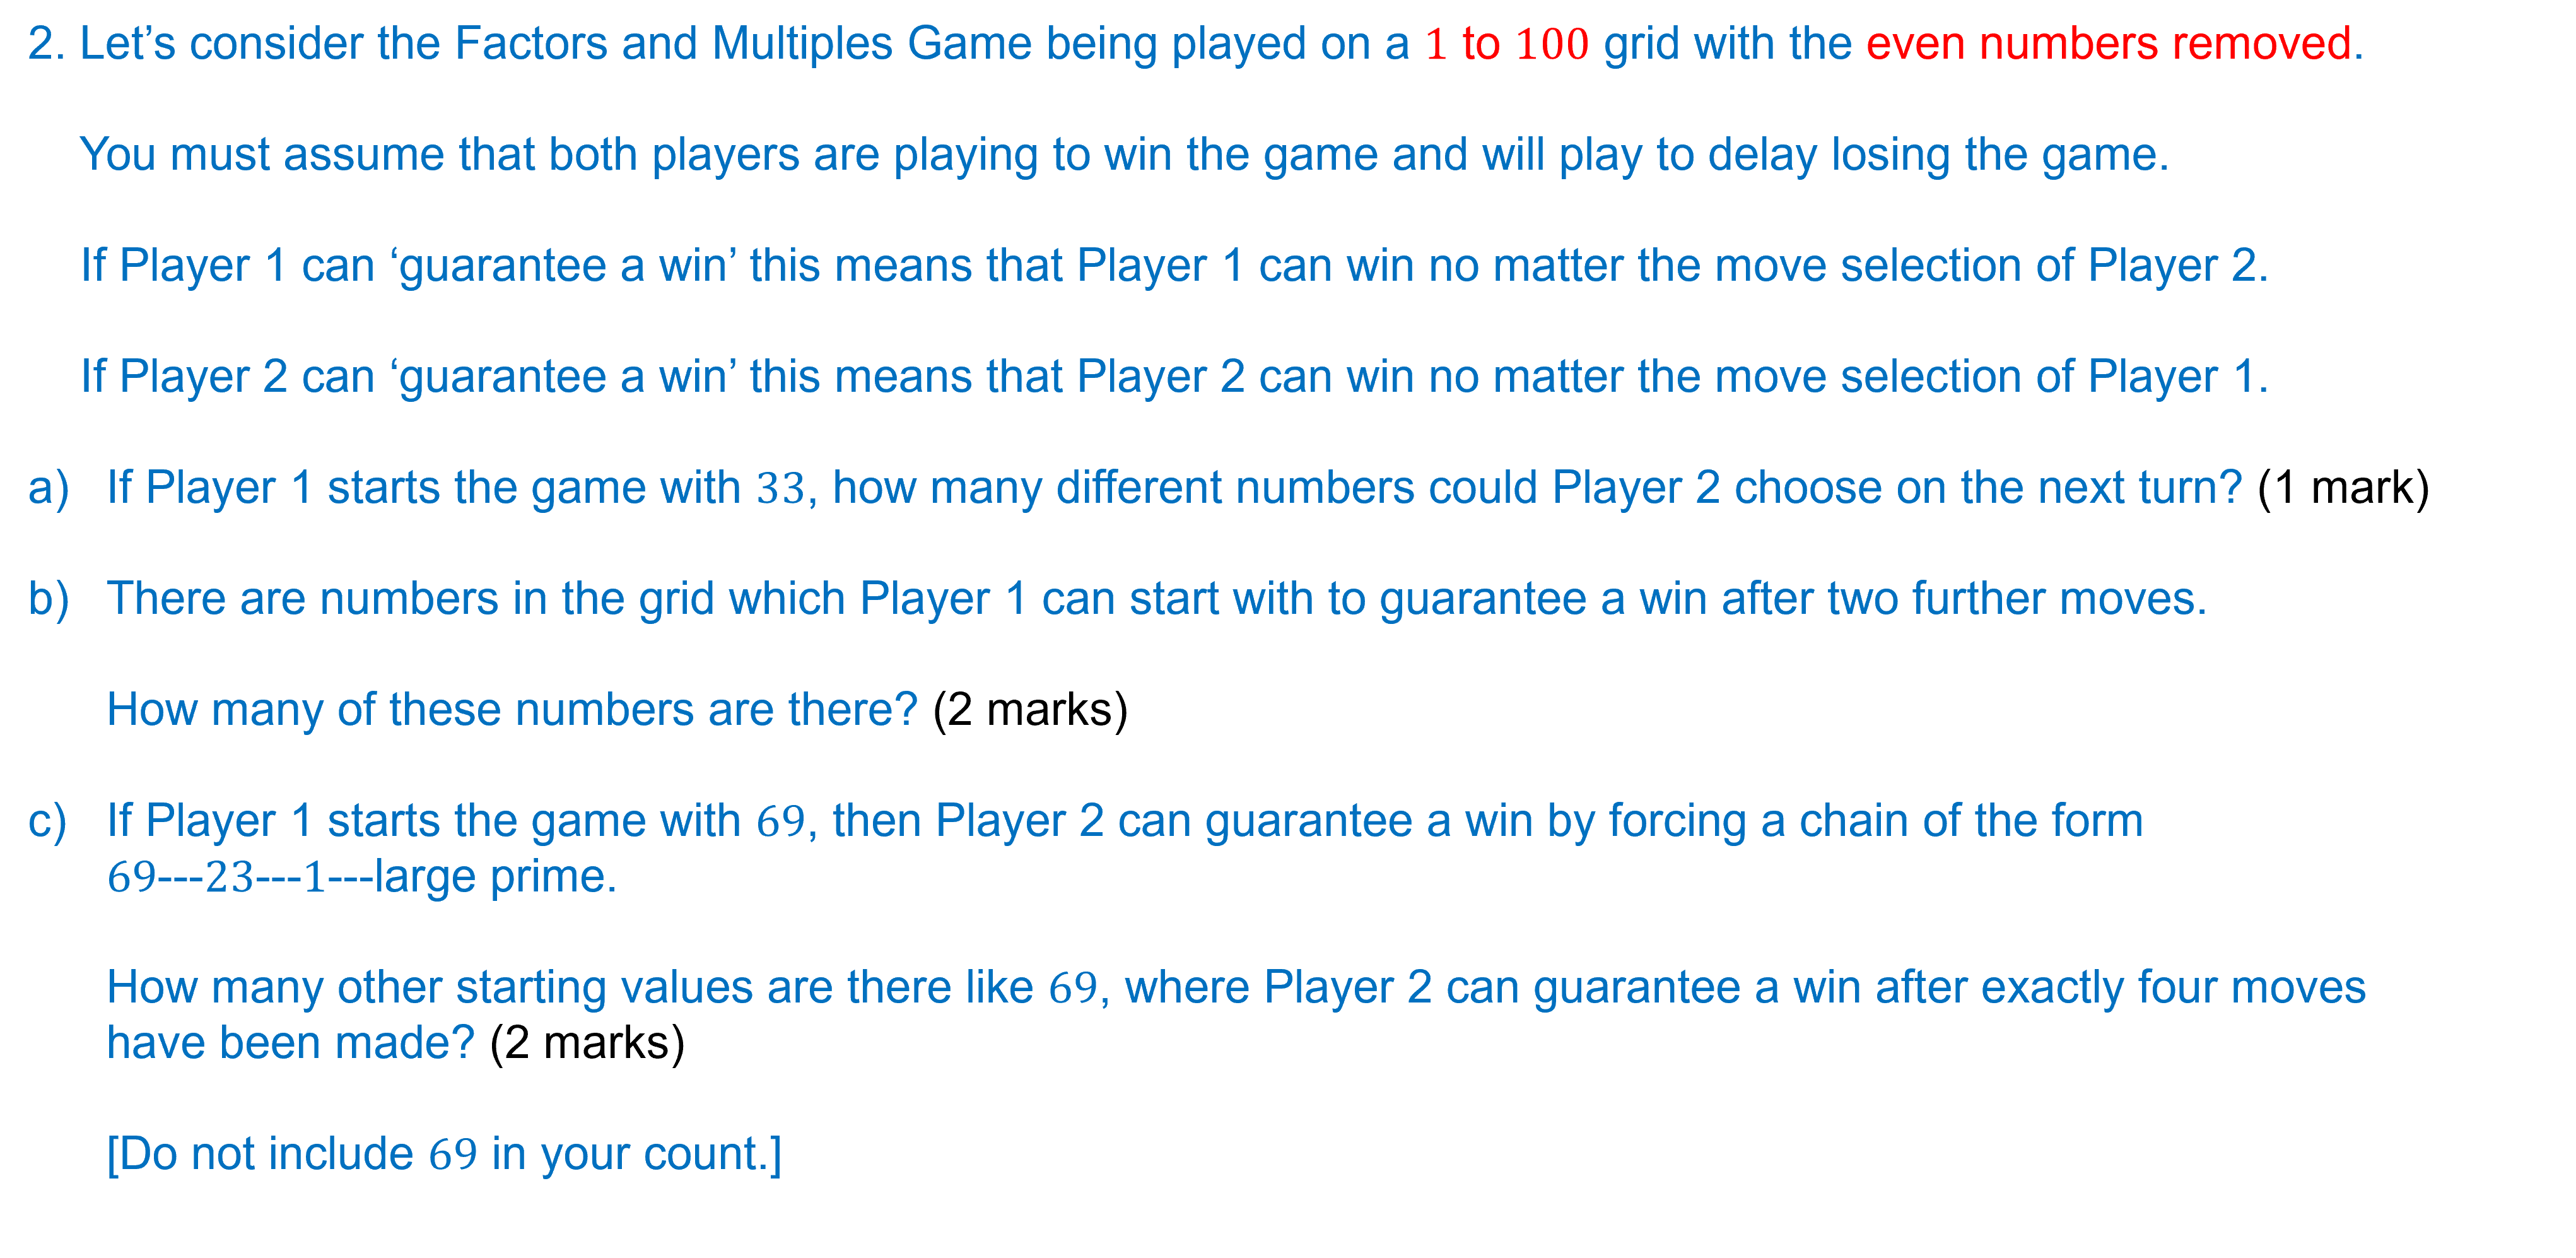 2. Let’s consider the Factors and Multiples Game being played on a 1 to 100 grid with the even numbers removed.
You must assume that both players are playing to win the game and will play to delay losing the game.
If Player 1 can ‘guarantee a win’ this means that Player 1 can win no matter the move selection of Player 2.
If Player 2 can ‘guarantee a win’ this means that Player 2 can win no matter the move selection of Player 1.
a) If Player 1 starts the game with 33, how many different numbers could Player 2 choose on the next turn? (1 mark)
b) There are numbers in the grid which Player 1 can start with to guarantee a win after two further moves.
How many of these numbers are there? (2 marks)
c) If Player 1 starts the game with 69, then Player 2 can guarantee a win by forcing a chain of the form
69---23---1---large prime.
How many other starting values are there like 69, where Player 2 can guarantee a win after exactly four moves
have been made? (2 marks)
[Do not include 69 in your count.]